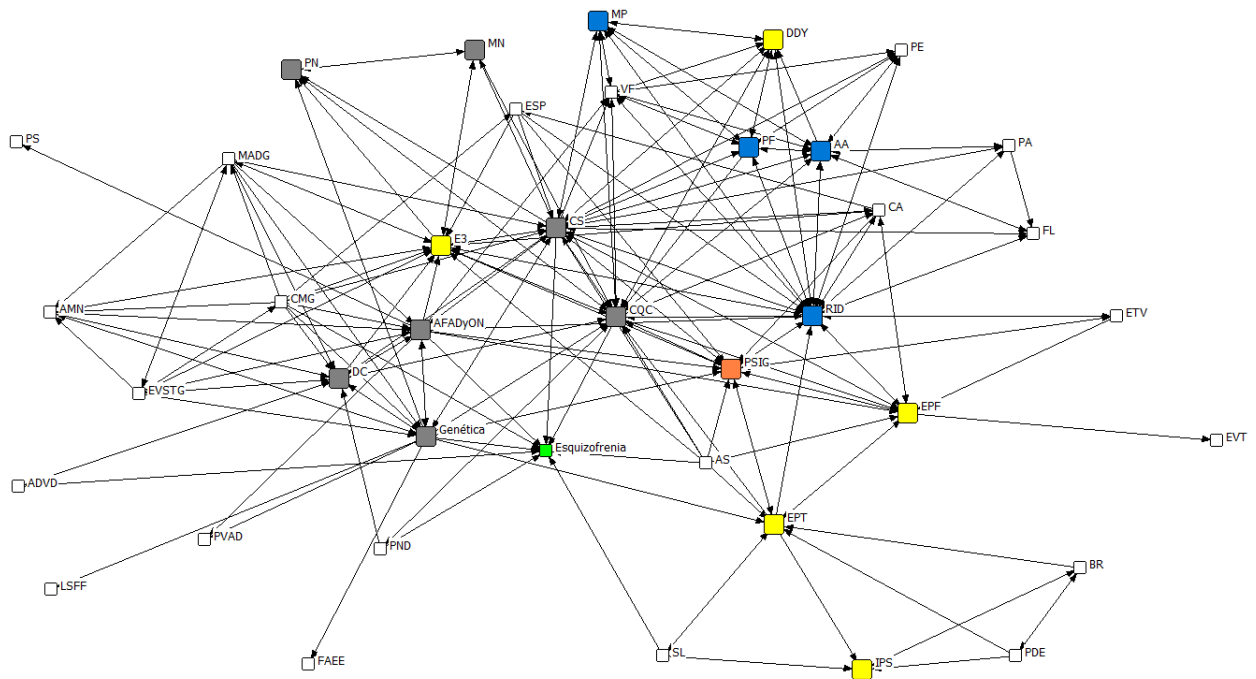 MP
DDY
MN
PE
PN
VF
ESP
PS
PF
AA
PA
MADG
CA
CS
FL
E3
AMN
CMG
CQC
RID
ETV
AFADyON
PSIG
DC
EVSTG
EPF
Genética
EVT
Esquizofrenia
AS
ADVD
EPT
PVAD
PND
BR
LSFF
SL
PDE
FAEE
IPS